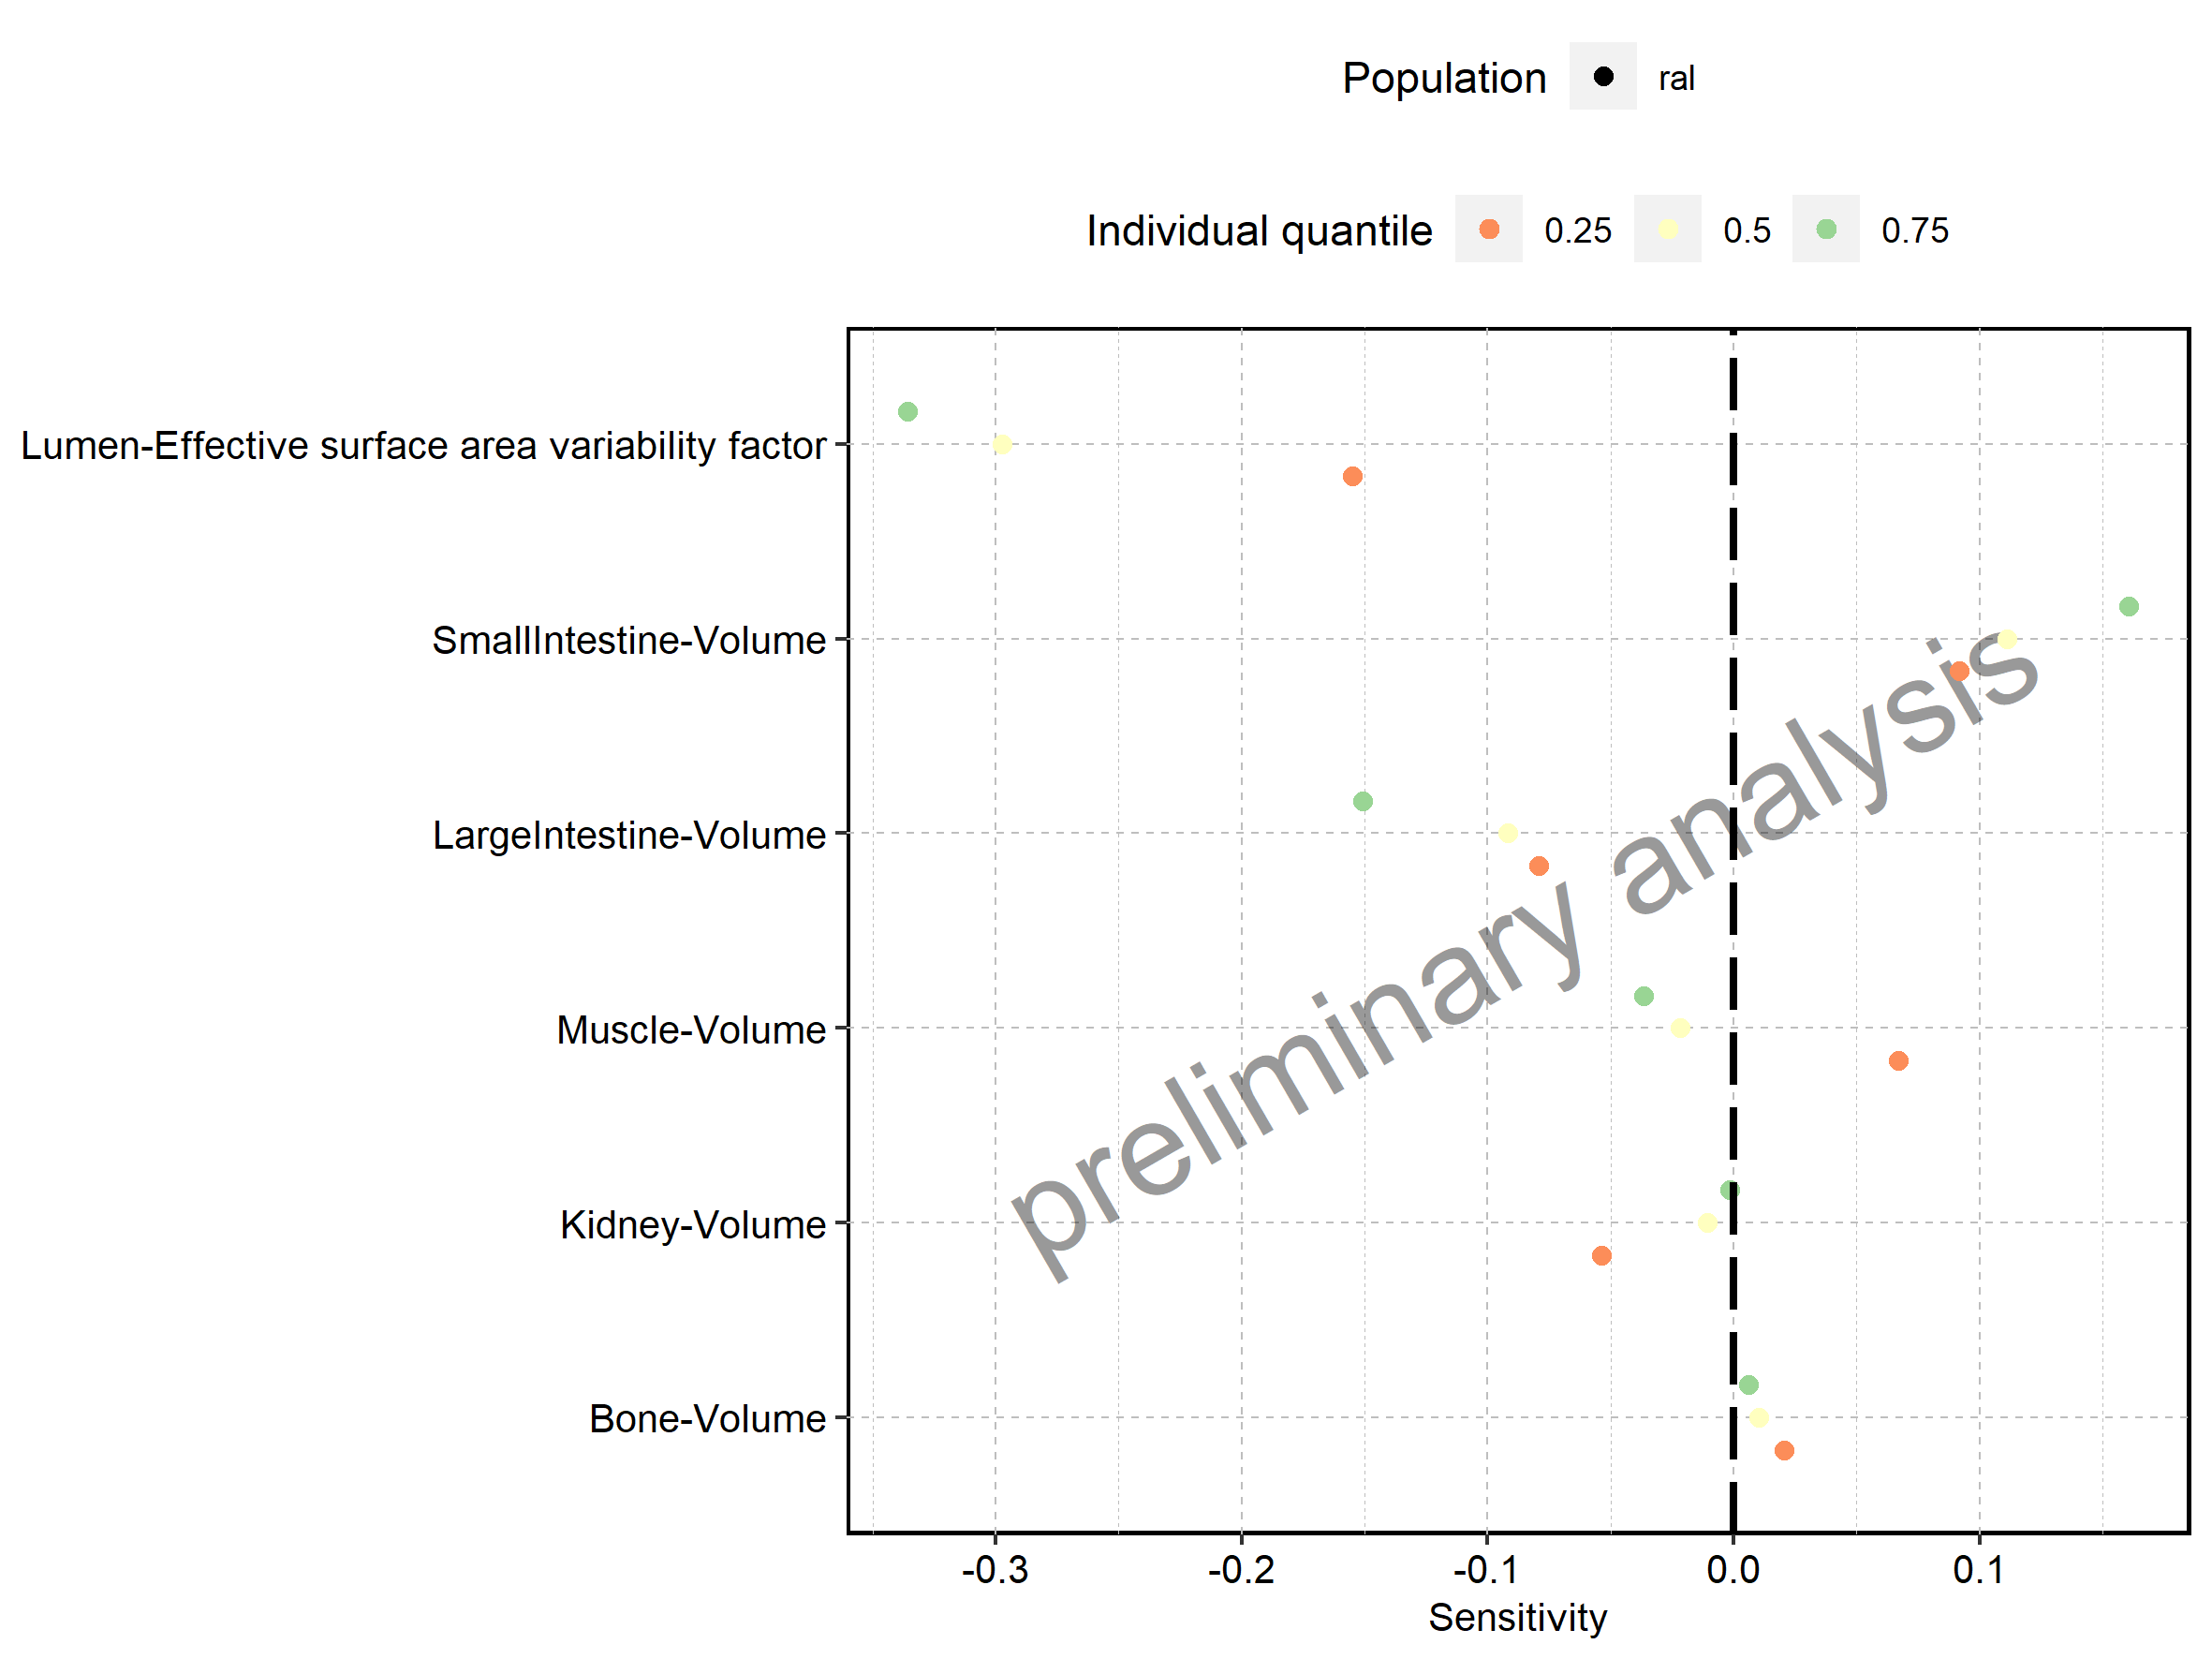 Population ral
Individual quantile 0.25 0.5 0.75
Lumen-Effective surface area variability factor
SmallIntestine-Volume
LargeIntestine-Volume
Muscle-Volume
Kidney-Volume
Bone-Volume
preliminary analysis
-0.3 -0.2 -0.1 0.0 0.1
Sensitivity